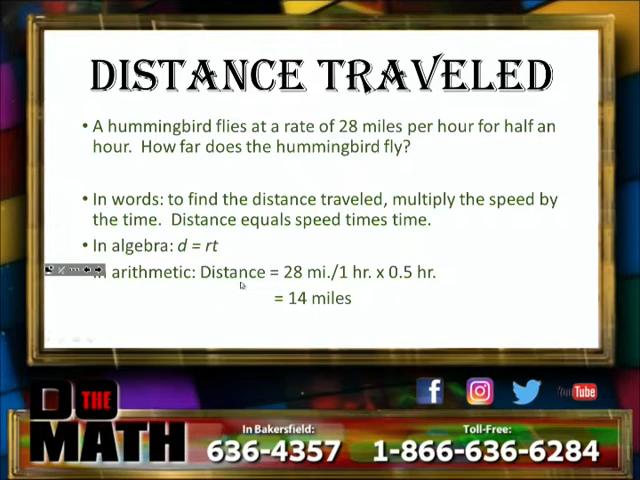 DISTANCE TRAVELED
• A hummingbird flies at a rate of 28 miles per hour for half an
hour. How far does the hummingbird fly?
• In words: to find the distance traveled, multiply the speed by
the time. Distance equals speed times time.
• In algebra: d = rt
arithmetic: Distance = 28 mi./1 hr. x 0.5 hr.
= 14 miles
DO THE
MATH
f
You Tube
In Bakersfield:
636-4357
Toll-Free:
1-866-636-6284